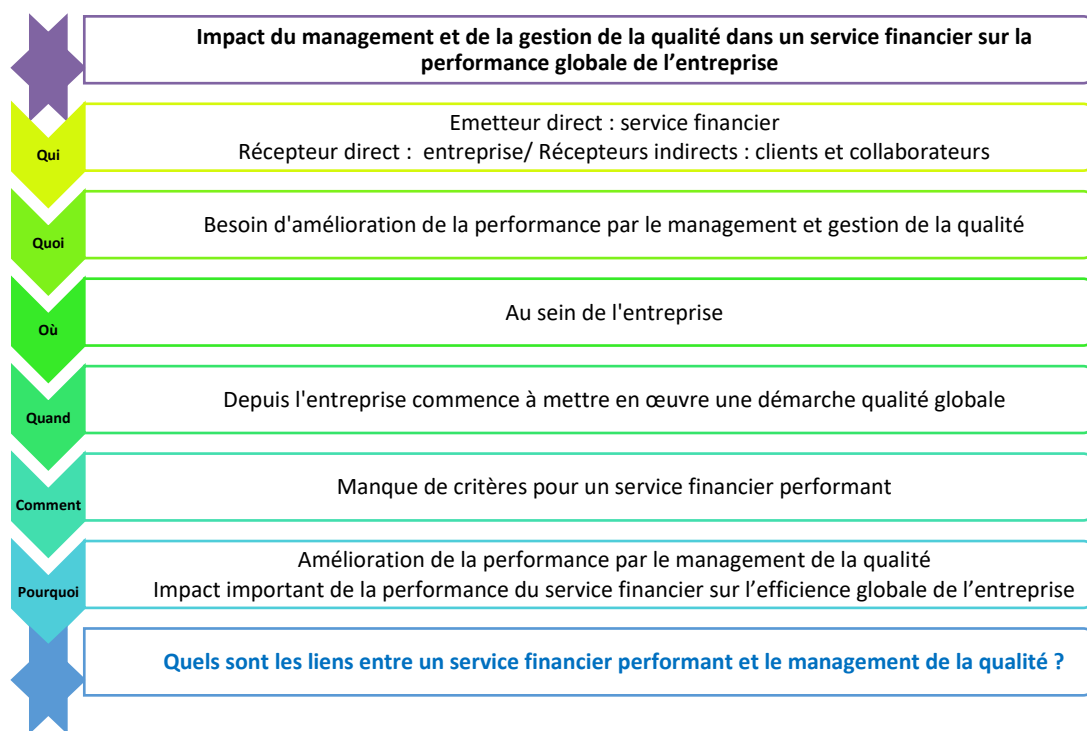 Impact du management et de la gestion de la qualité dans un service financier sur la
performance globale de l’entreprise
Qui
Emetteur direct : service financier
Récepteur direct : entreprise/ Récepteurs indirects : clients et collaborateurs
Quoi
Besoin d'amélioration de la performance par le management et gestion de la qualité
Où
Au sein de l'entreprise
Quand
Depuis l'entreprise commence à mettre en œuvre une démarche qualité globale
Comment
Manque de critères pour un service financier performant
Pourquoi
Amélioration de la performance par le management de la qualité
Impact important de la performance du service financier sur l’efficience globale de l’entreprise
Quels sont les liens entre un service financier performant et le management de la qualité ?